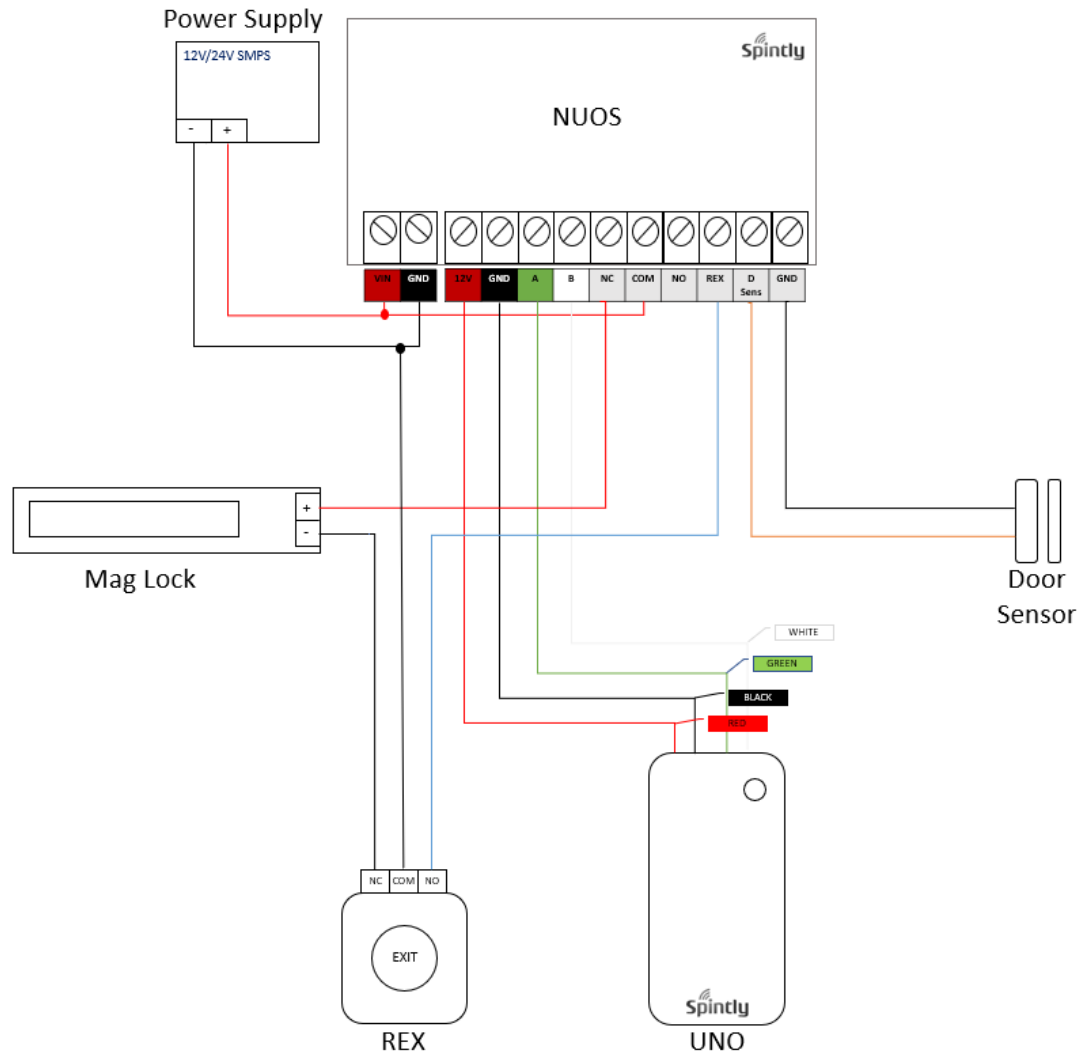 Power Supply
12V/24V SMPS
- +
Spintly
NUOS
VIN GND 12V GND A B NC COM NO REX D Sens GND
+
-
Mag Lock
Door
Sensor
WHITE
GREEN
BLACK
RED
NC COM NO
EXIT
REX
Spintly
UNO